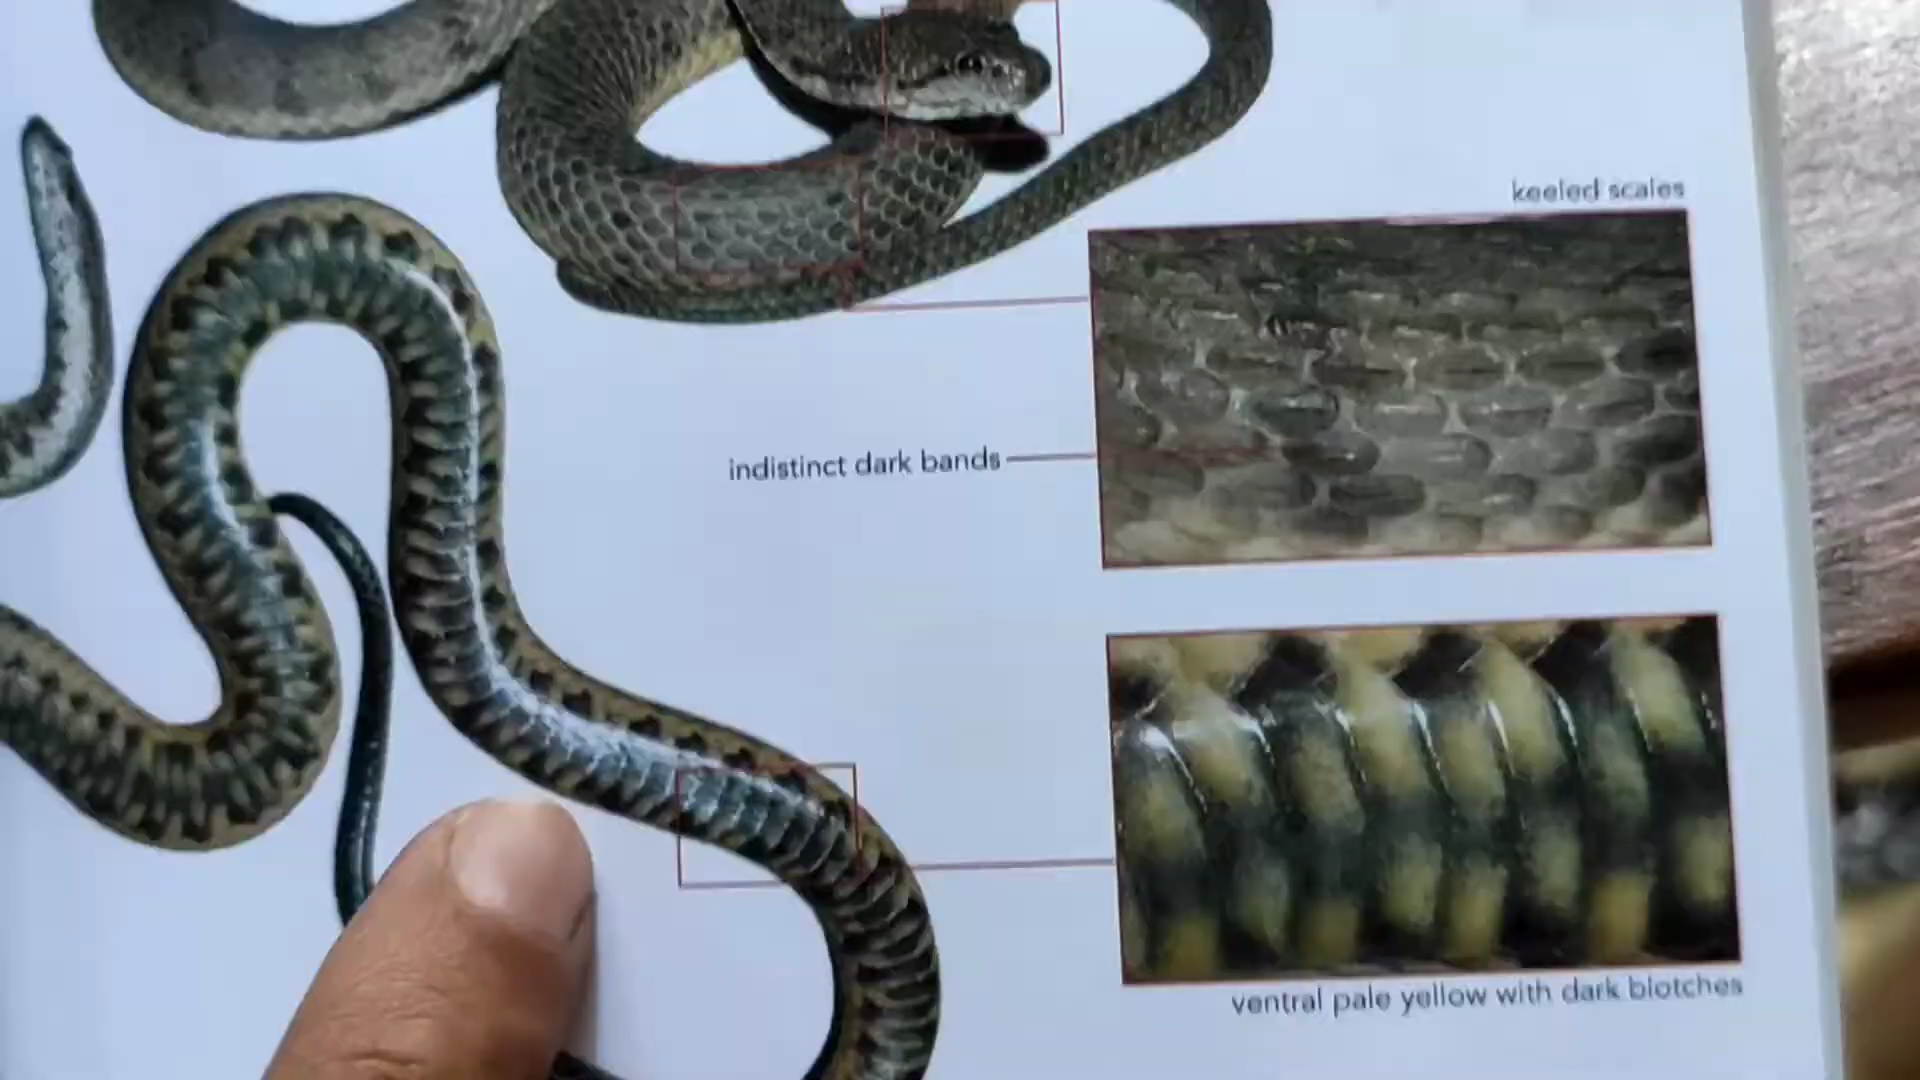 keeled scales
indistinct dark bands
ventral pale yellow with dark blotches